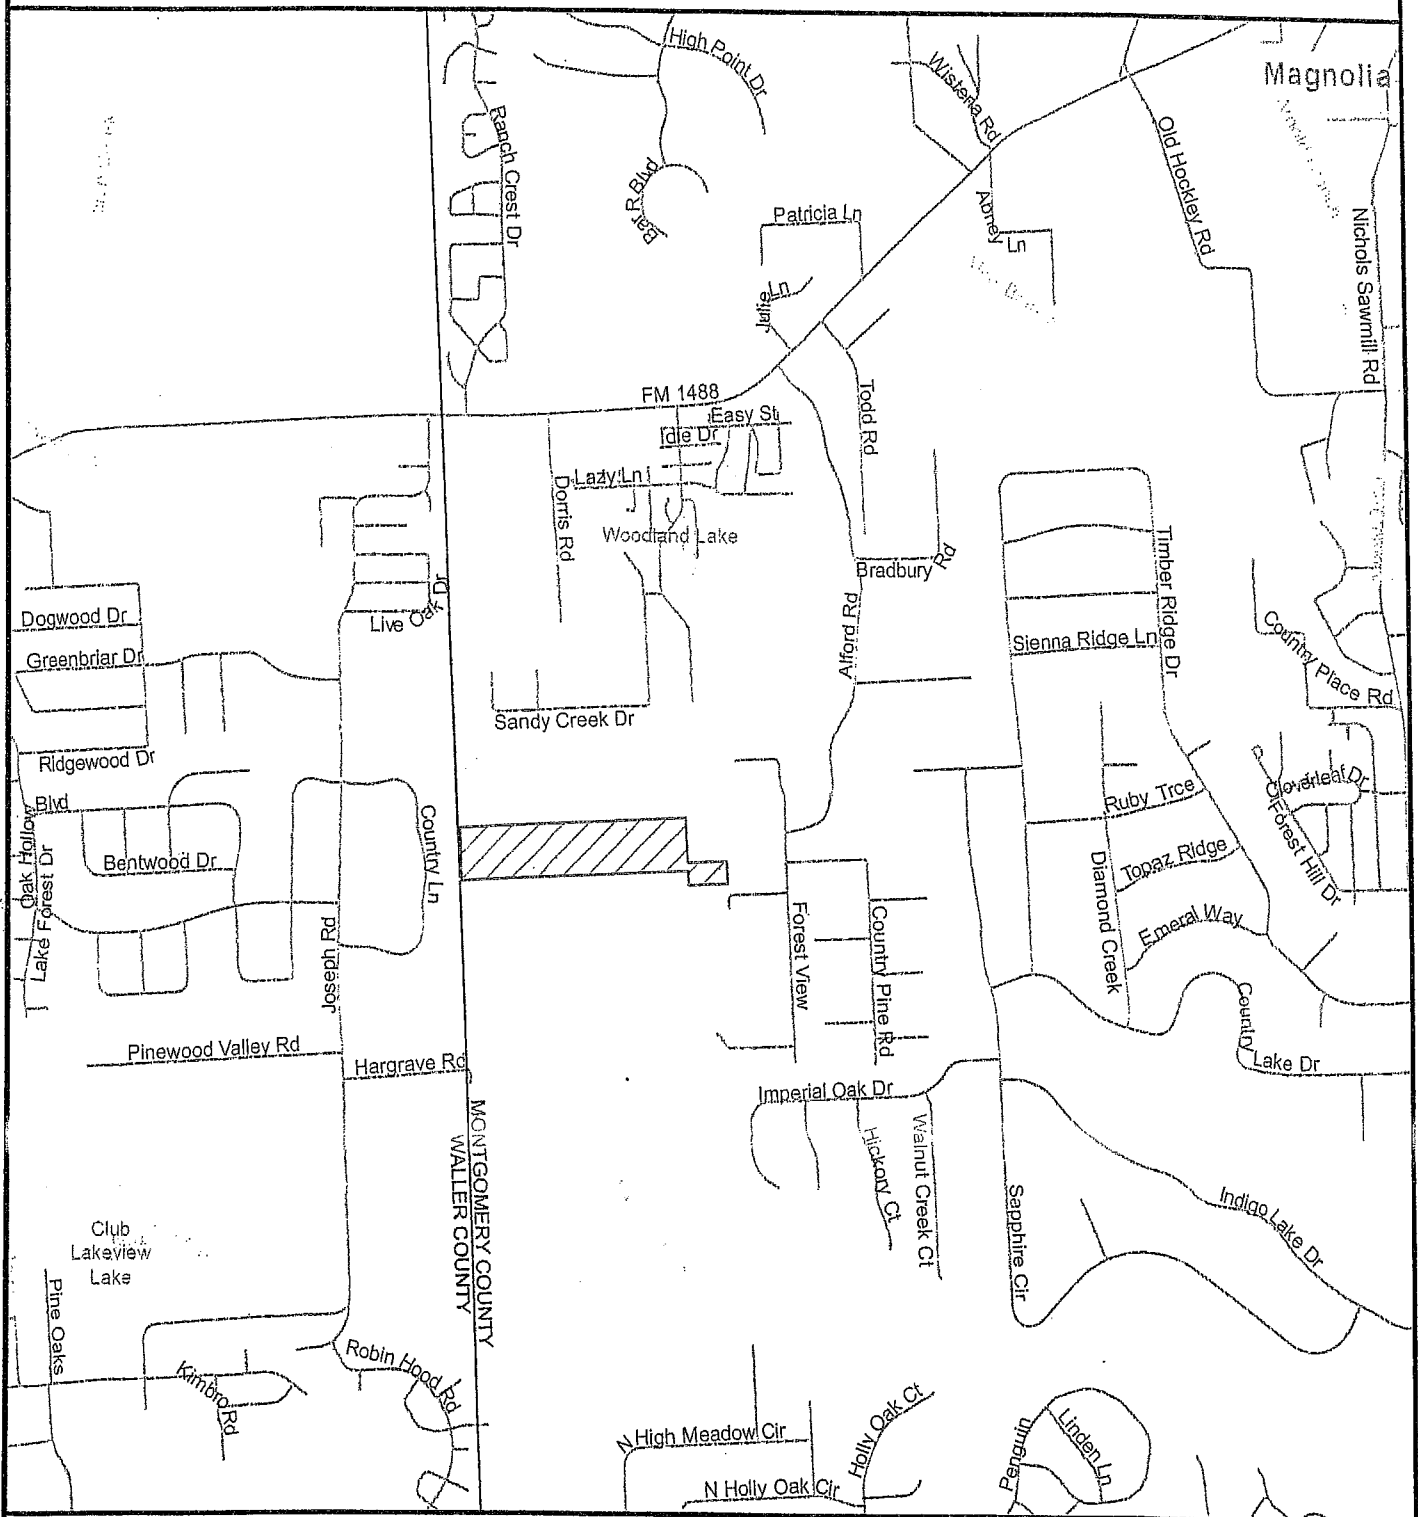 High Point Dr
Wisteria Rd
Magnolia
Ranch Crest Dr
Old Hockley Rd
Bar R Blvd
Patricia Ln
Abney Ln
Nichols Sawmill Rd
Julie Ln
FM 1488
Easy St
Idle Dr
Todd Rd
Lazy Ln
Dorris Rd
Woodland Lake
Bradbury Rd
Timber Ridge Dr
Live Oak Dr
Dogwood Dr
Greenbriar Dr
Alford Rd
Sienna Ridge Ln
Country Place Rd
Sandy Creek Dr
Ridgewood Dr
Oak Hollow Blvd
Cloverleaf Dr
Ruby Trce
Forest Hill Dr
Country Ln
Bentwood Dr
Topaz Ridge
Diamond Creek
Lake Forest Dr
Emeral Way
Forest View
Country Pine Rd
Joseph Rd
Country Lake Dr
Pinewood Valley Rd
Hargrave Rd
Imperial Oak Dr
MONTGOMERY COUNTY
WALLER COUNTY
Hickory Ct
Walnut Creek Ct
Sapphire Cir
Indigo Lake Dr
Club
Lakeview
Lake
Pine Oaks
Robin Hood Rd
Kimbro Rd
N High Meadow Cir
Holly Oak Ct
N Holly Oak Cir
Penguin
Linden Ln